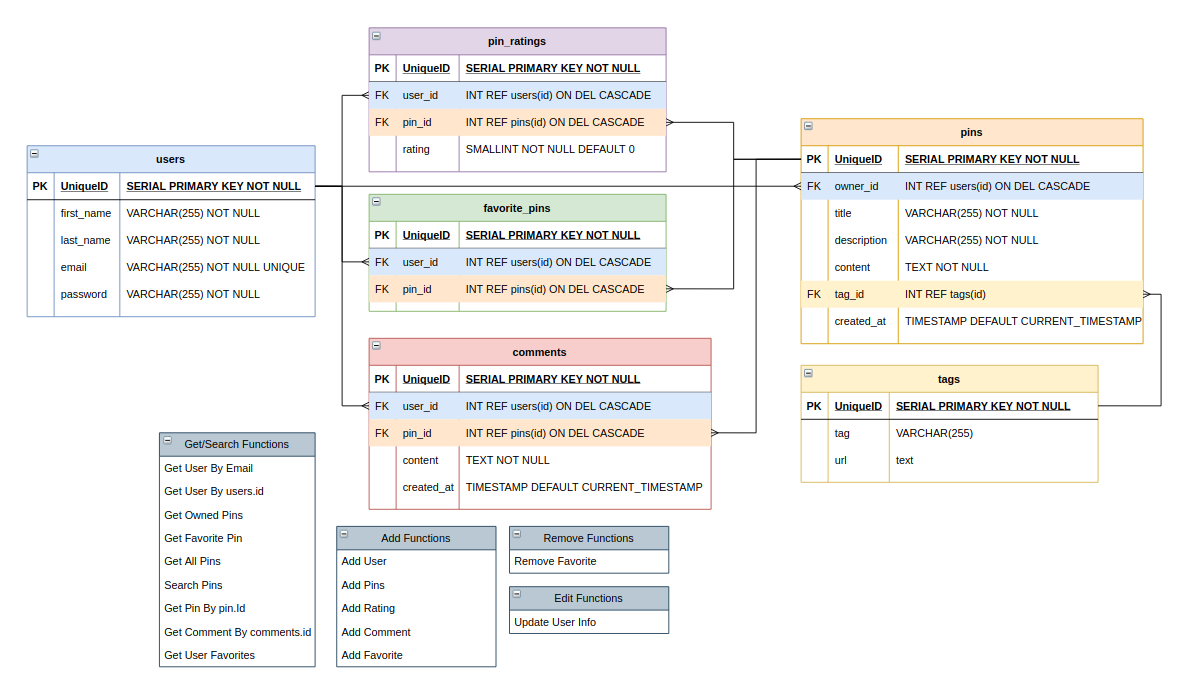 pin_ratings
PK UniqueID SERIAL PRIMARY KEY NOT NULL
FK user_id INT REF users(id) ON DEL CASCADE
FK pin_id INT REF pins(id) ON DEL CASCADE
rating SMALLINT NOT NULL DEFAULT 0
users
PK UniqueID SERIAL PRIMARY KEY NOT NULL
first_name VARCHAR(255) NOT NULL
last_name VARCHAR(255) NOT NULL
email VARCHAR(255) NOT NULL UNIQUE
password VARCHAR(255) NOT NULL
favorite_pins
PK UniqueID SERIAL PRIMARY KEY NOT NULL
FK user_id INT REF users(id) ON DEL CASCADE
FK pin_id INT REF pins(id) ON DEL CASCADE
pins
PK UniqueID SERIAL PRIMARY KEY NOT NULL
FK owner_id INT REF users(id) ON DEL CASCADE
title VARCHAR(255) NOT NULL
description VARCHAR(255) NOT NULL
content TEXT NOT NULL
FK tag_id INT REF tags(id)
created_at TIMESTAMP DEFAULT CURRENT_TIMESTAMP
comments
PK UniqueID SERIAL PRIMARY KEY NOT NULL
FK user_id INT REF users(id) ON DEL CASCADE
FK pin_id INT REF pins(id) ON DEL CASCADE
content TEXT NOT NULL
created_at TIMESTAMP DEFAULT CURRENT_TIMESTAMP
tags
PK UniqueID SERIAL PRIMARY KEY NOT NULL
tag VARCHAR(255)
url text
Get/Search Functions
Get User By Email
Get User By users.id
Get Owned Pins
Get Favorite Pin
Get All Pins
Search Pins
Get Pin By pin.Id
Get Comment By comments.id
Get User Favorites
Add Functions
Add User
Add Pins
Add Rating
Add Comment
Add Favorite
Remove Functions
Remove Favorite
Edit Functions
Update User Info